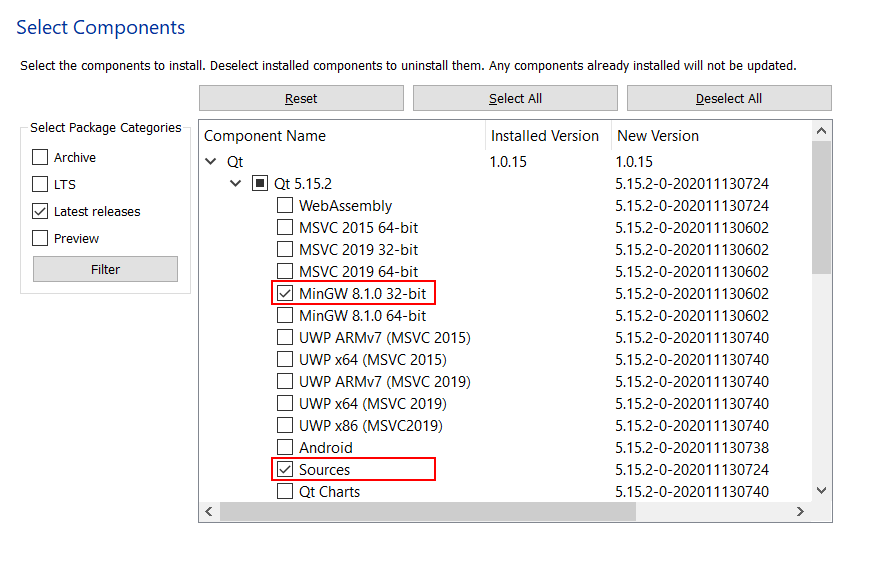 Select Components
Select the components to install. Deselect installed components to uninstall them. Any components already installed will not be updated.
Reset Select All Deselect All
Select Package Categories
Archive
LTS
Latest releases
Preview
Filter
Component Name Installed Version New Version
Qt 1.0.15 1.0.15
Qt 5.15.2 5.15.2-0-202011130724
WebAssembly 5.15.2-0-202011130724
MSVC 2015 64-bit 5.15.2-0-202011130602
MSVC 2019 32-bit 5.15.2-0-202011130602
MSVC 2019 64-bit 5.15.2-0-202011130602
MinGW 8.1.0 32-bit 5.15.2-0-202011130602
MinGW 8.1.0 64-bit 5.15.2-0-202011130602
UWP ARMv7 (MSVC 2015) 5.15.2-0-202011130740
UWP x64 (MSVC 2015) 5.15.2-0-202011130740
UWP ARMv7 (MSVC 2019) 5.15.2-0-202011130740
UWP x64 (MSVC 2019) 5.15.2-0-202011130740
UWP x86 (MSVC2019) 5.15.2-0-202011130740
Android 5.15.2-0-202011130738
Sources 5.15.2-0-202011130724
Qt Charts 5.15.2-0-202011130740